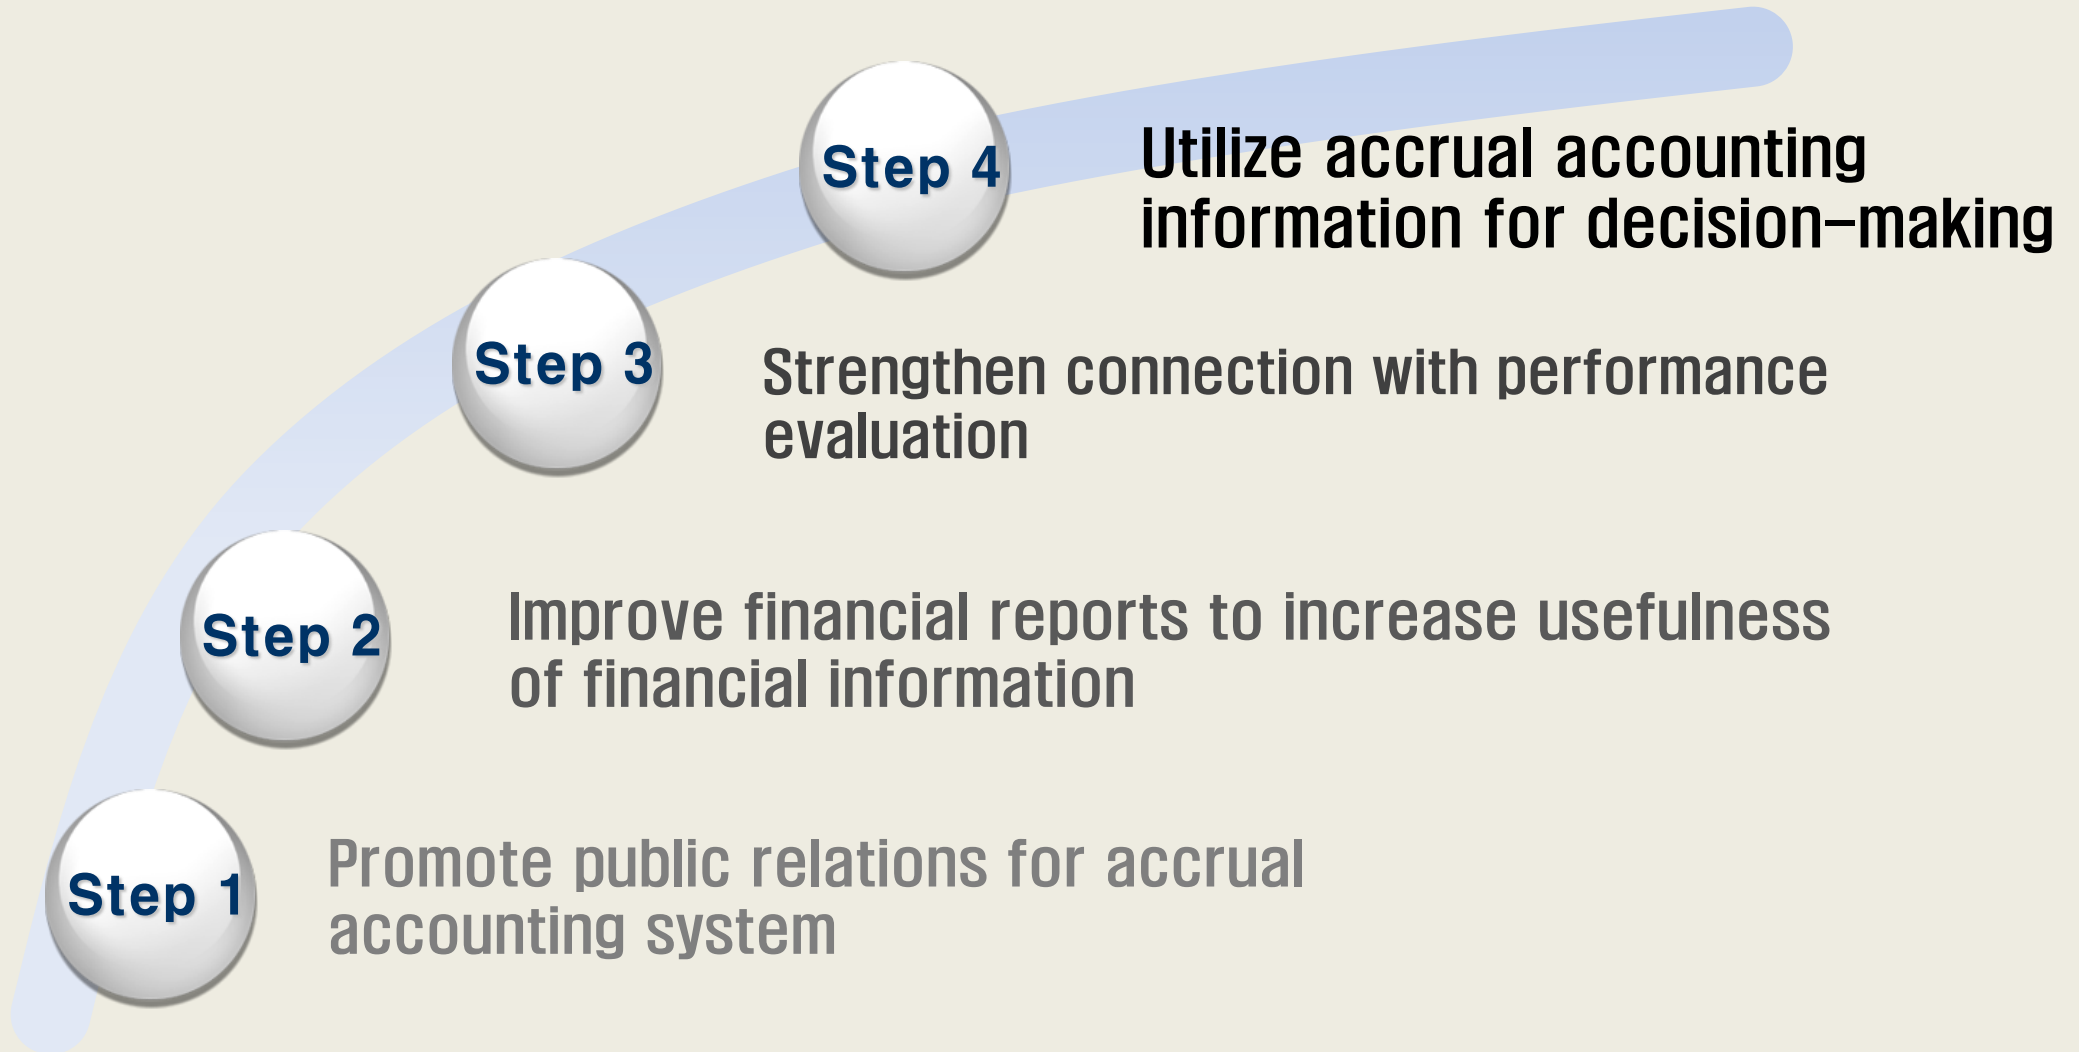 Step 4
Utilize accrual accounting
information for decision-making
Step 3
Strengthen connection with performance
evaluation
Step 2
Improve financial reports to increase usefulness
of financial information
Step 1
Promote public relations for accrual
accounting system